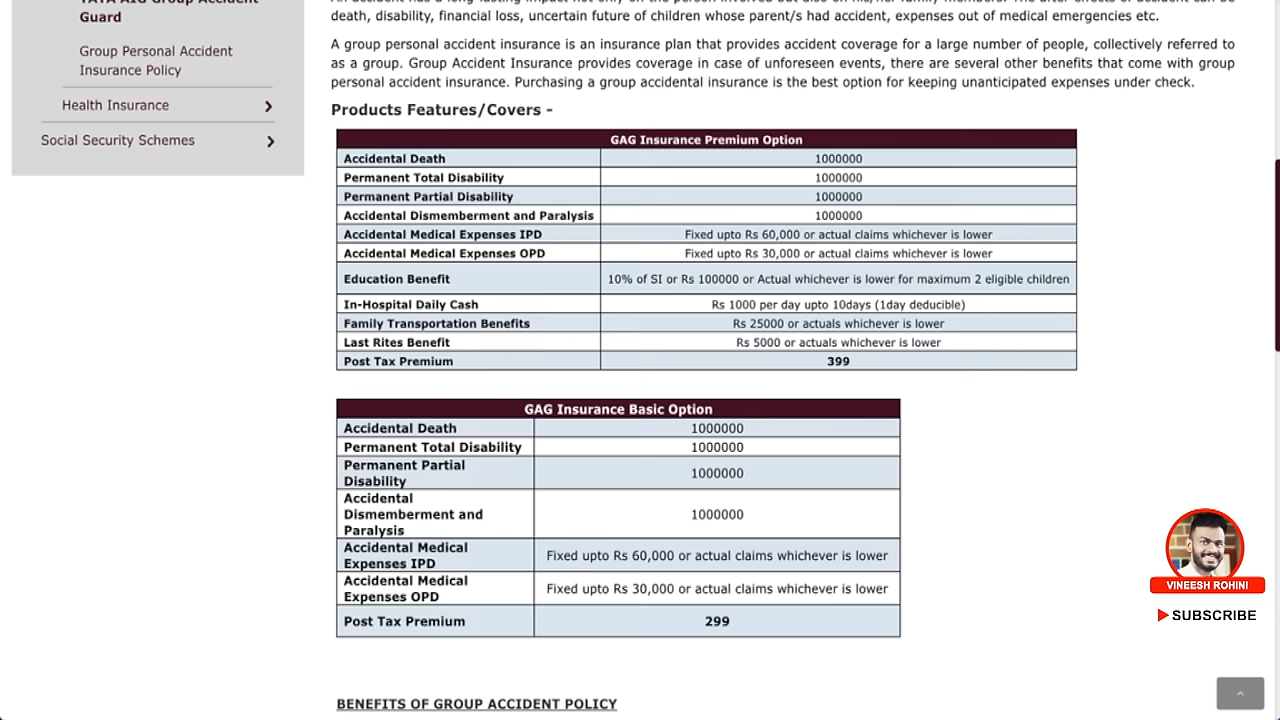 TATA AIG Group Accident
Guard
Group Personal Accident
Insurance Policy
Health Insurance
Social Security Schemes
death, disability, financial loss, uncertain future of children whose parent/s had accident, expenses out of medical emergencies etc.
A group personal accident insurance is an insurance plan that provides accident coverage for a large number of people, collectively referred to
as a group. Group Accident Insurance provides coverage in case of unforeseen events, there are several other benefits that come with group
personal accident insurance. Purchasing a group accidental insurance is the best option for keeping unanticipated expenses under check.
Products Features/Covers -
GAG Insurance Premium Option
Accidental Death 1000000
Permanent Total Disability 1000000
Permanent Partial Disability 1000000
Accidental Dismemberment and Paralysis 1000000
Accidental Medical Expenses IPD Fixed upto Rs 60,000 or actual claims whichever is lower
Accidental Medical Expenses OPD Fixed upto Rs 30,000 or actual claims whichever is lower
Education Benefit 10% of SI or Rs 100000 or Actual whichever is lower for maximum 2 eligible children
In-Hospital Daily Cash Rs 1000 per day upto 10days (1day deducible)
Family Transportation Benefits Rs 25000 or actuals whichever is lower
Last Rites Benefit Rs 5000 or actuals whichever is lower
Post Tax Premium 399
GAG Insurance Basic Option
Accidental Death 1000000
Permanent Total Disability 1000000
Permanent Partial
Disability 1000000
Accidental
Dismemberment and 1000000
Paralysis
Accidental Medical
Expenses IPD Fixed upto Rs 60,000 or actual claims whichever is lower
Accidental Medical
Expenses OPD Fixed upto Rs 30,000 or actual claims whichever is lower
Post Tax Premium 299
VINEESH ROHINI
SUBSCRIBE
BENEFITS OF GROUP ACCIDENT POLICY